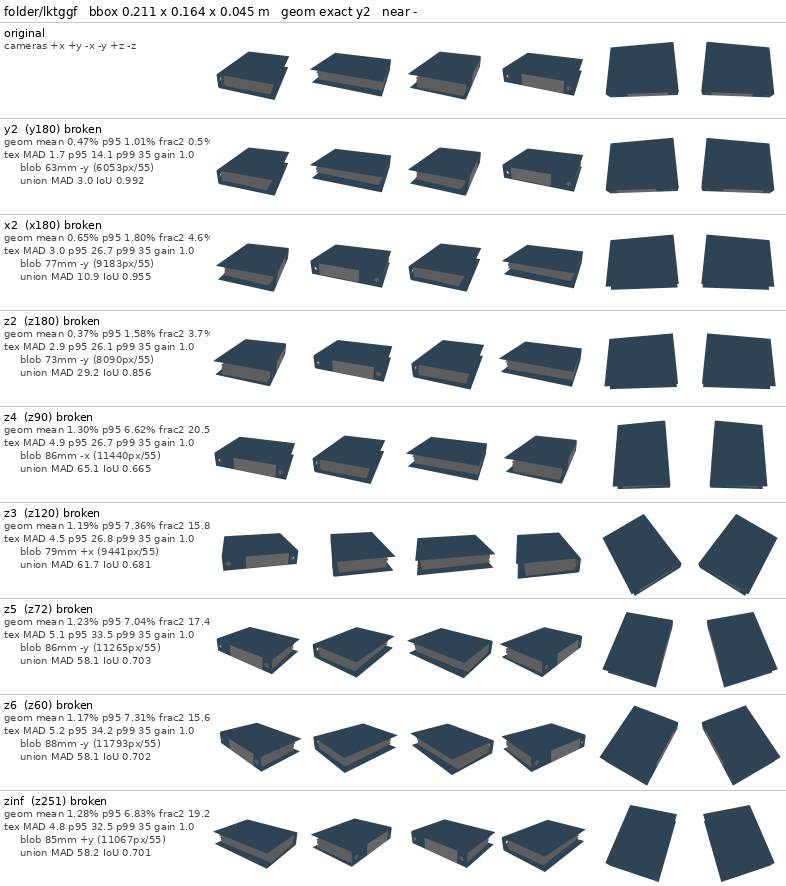 folder/lktggf   bbox 0.211 x 0.164 x 0.045 m   geom exact y2   near -
original
cameras +x +y -x -y +z -z
y2  (y180) broken
geom mean 0.47% p95 1.01% frac2 0.5%
tex MAD 1.7 p95 14.1 p99 35 gain 1.0
blob 63mm -y (6053px/55)
union MAD 3.0 IoU 0.992
x2  (x180) broken
geom mean 0.65% p95 1.80% frac2 4.6%
tex MAD 3.0 p95 26.7 p99 35 gain 1.0
blob 77mm -y (9183px/55)
union MAD 10.9 IoU 0.955
z2  (z180) broken
geom mean 0.37% p95 1.58% frac2 3.7%
tex MAD 2.9 p95 26.1 p99 35 gain 1.0
blob 73mm -y (8090px/55)
union MAD 29.2 IoU 0.856
z4  (z90) broken
geom mean 1.30% p95 6.62% frac2 20.5
tex MAD 4.9 p95 26.7 p99 35 gain 1.0
blob 86mm -x (11440px/55)
union MAD 65.1 IoU 0.665
z3  (z120) broken
geom mean 1.19% p95 7.36% frac2 15.8
tex MAD 4.5 p95 26.8 p99 35 gain 1.0
blob 79mm +x (9441px/55)
union MAD 61.7 IoU 0.681
z5  (z72) broken
geom mean 1.23% p95 7.04% frac2 17.4
tex MAD 5.1 p95 33.5 p99 35 gain 1.0
blob 86mm -y (11265px/55)
union MAD 58.1 IoU 0.703
z6  (z60) broken
geom mean 1.17% p95 7.31% frac2 15.6
tex MAD 5.2 p95 34.2 p99 35 gain 1.0
blob 88mm -y (11793px/55)
union MAD 58.1 IoU 0.702
zinf  (z251) broken
geom mean 1.28% p95 6.83% frac2 19.2
tex MAD 4.8 p95 32.5 p99 35 gain 1.0
blob 85mm +y (11067px/55)
union MAD 58.2 IoU 0.701